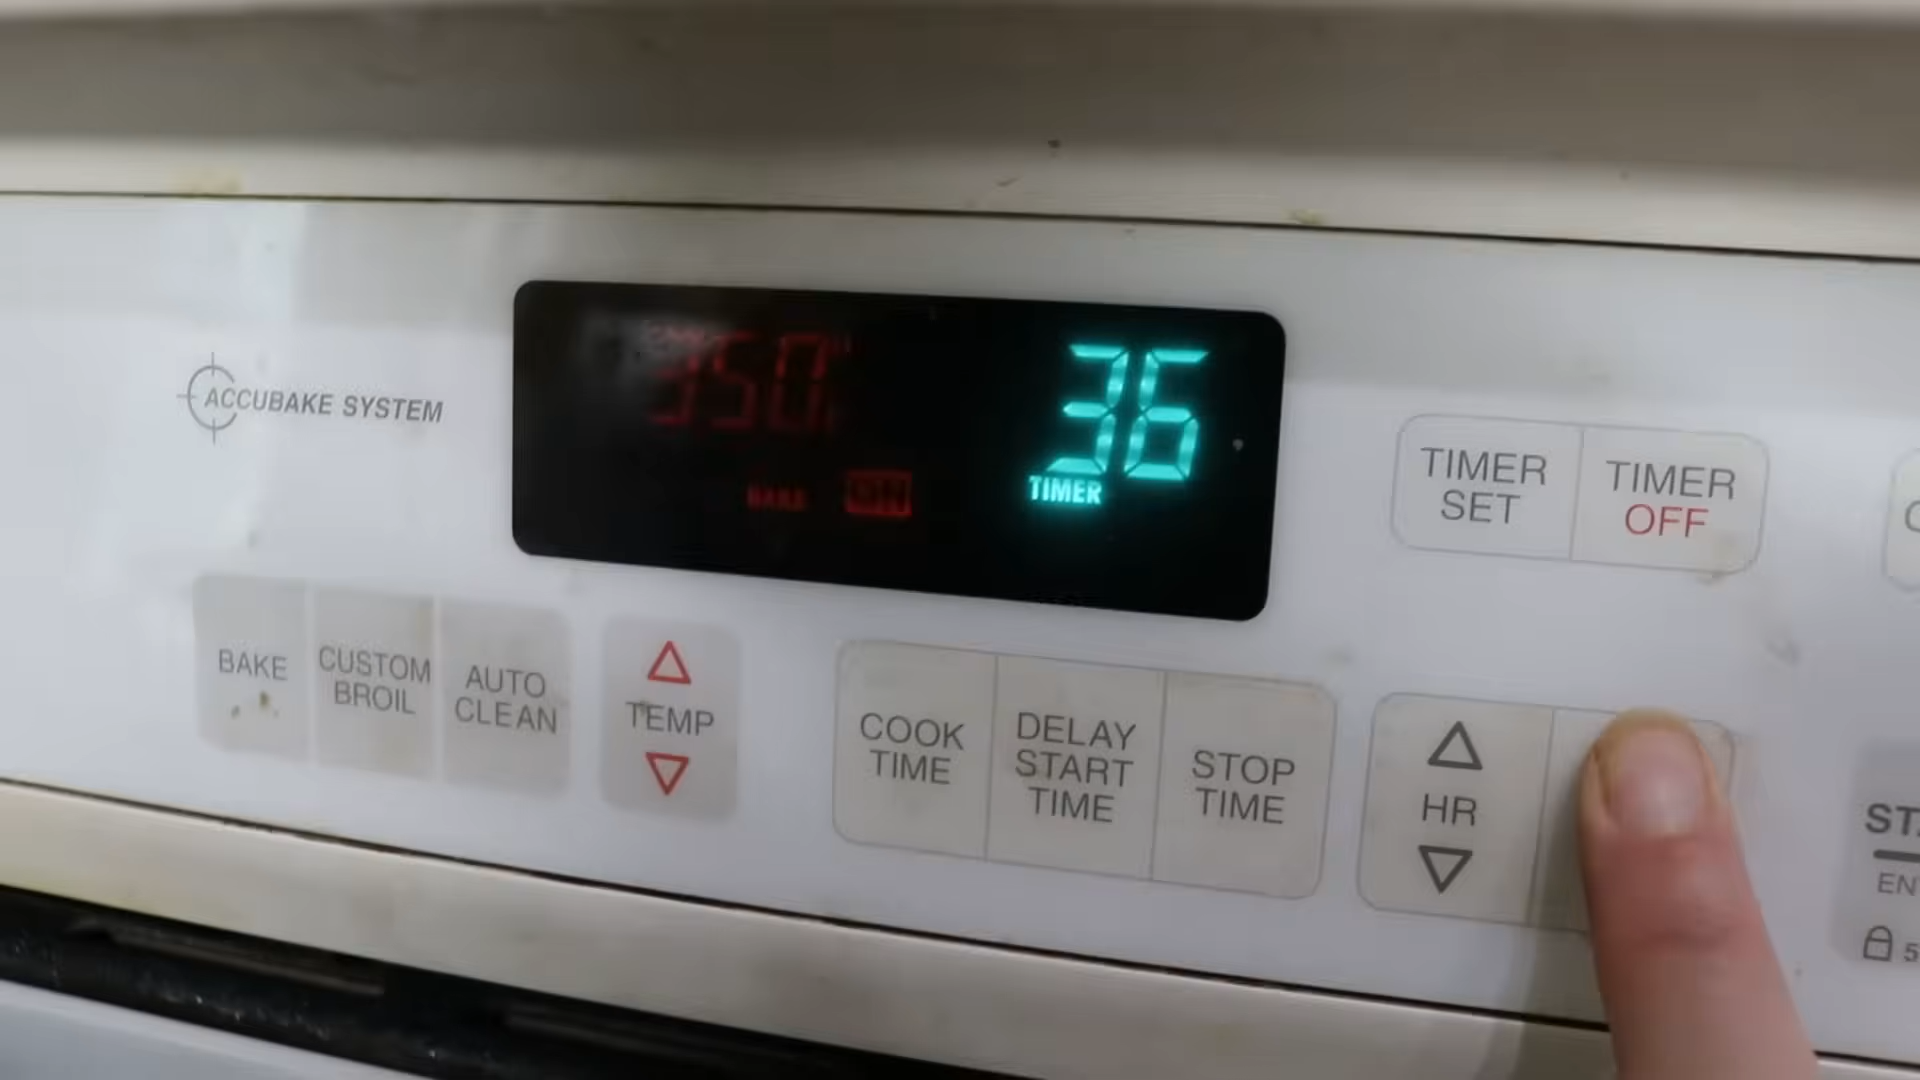 ACCUBAKE SYSTEM
350°
BAKE
ON
36
TIMER
TIMER
SET
TIMER
OFF
BAKE
CUSTOM
BROIL
AUTO
CLEAN
TEMP
COOK
TIME
DELAY
START
TIME
STOP
TIME
HR
5